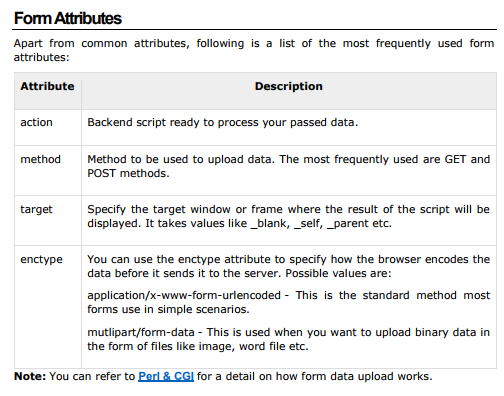 Form Attributes
Apart from common attributes, following is a list of the most frequently used form
attributes:
Attribute Description
action Backend script ready to process your passed data.
method Method to be used to upload data. The most frequently used are GET and
POST methods.
target Specify the target window or frame where the result of the script will be
displayed. It takes values like _blank, _self, _parent etc.
enctype You can use the enctype attribute to specify how the browser encodes the
data before it sends it to the server. Possible values are:
application/x-www-form-urlencoded - This is the standard method most
forms use in simple scenarios.
mutlipart/form-data - This is used when you want to upload binary data in
the form of files like image, word file etc.
Note: You can refer to Perl & CGI for a detail on how form data upload works.